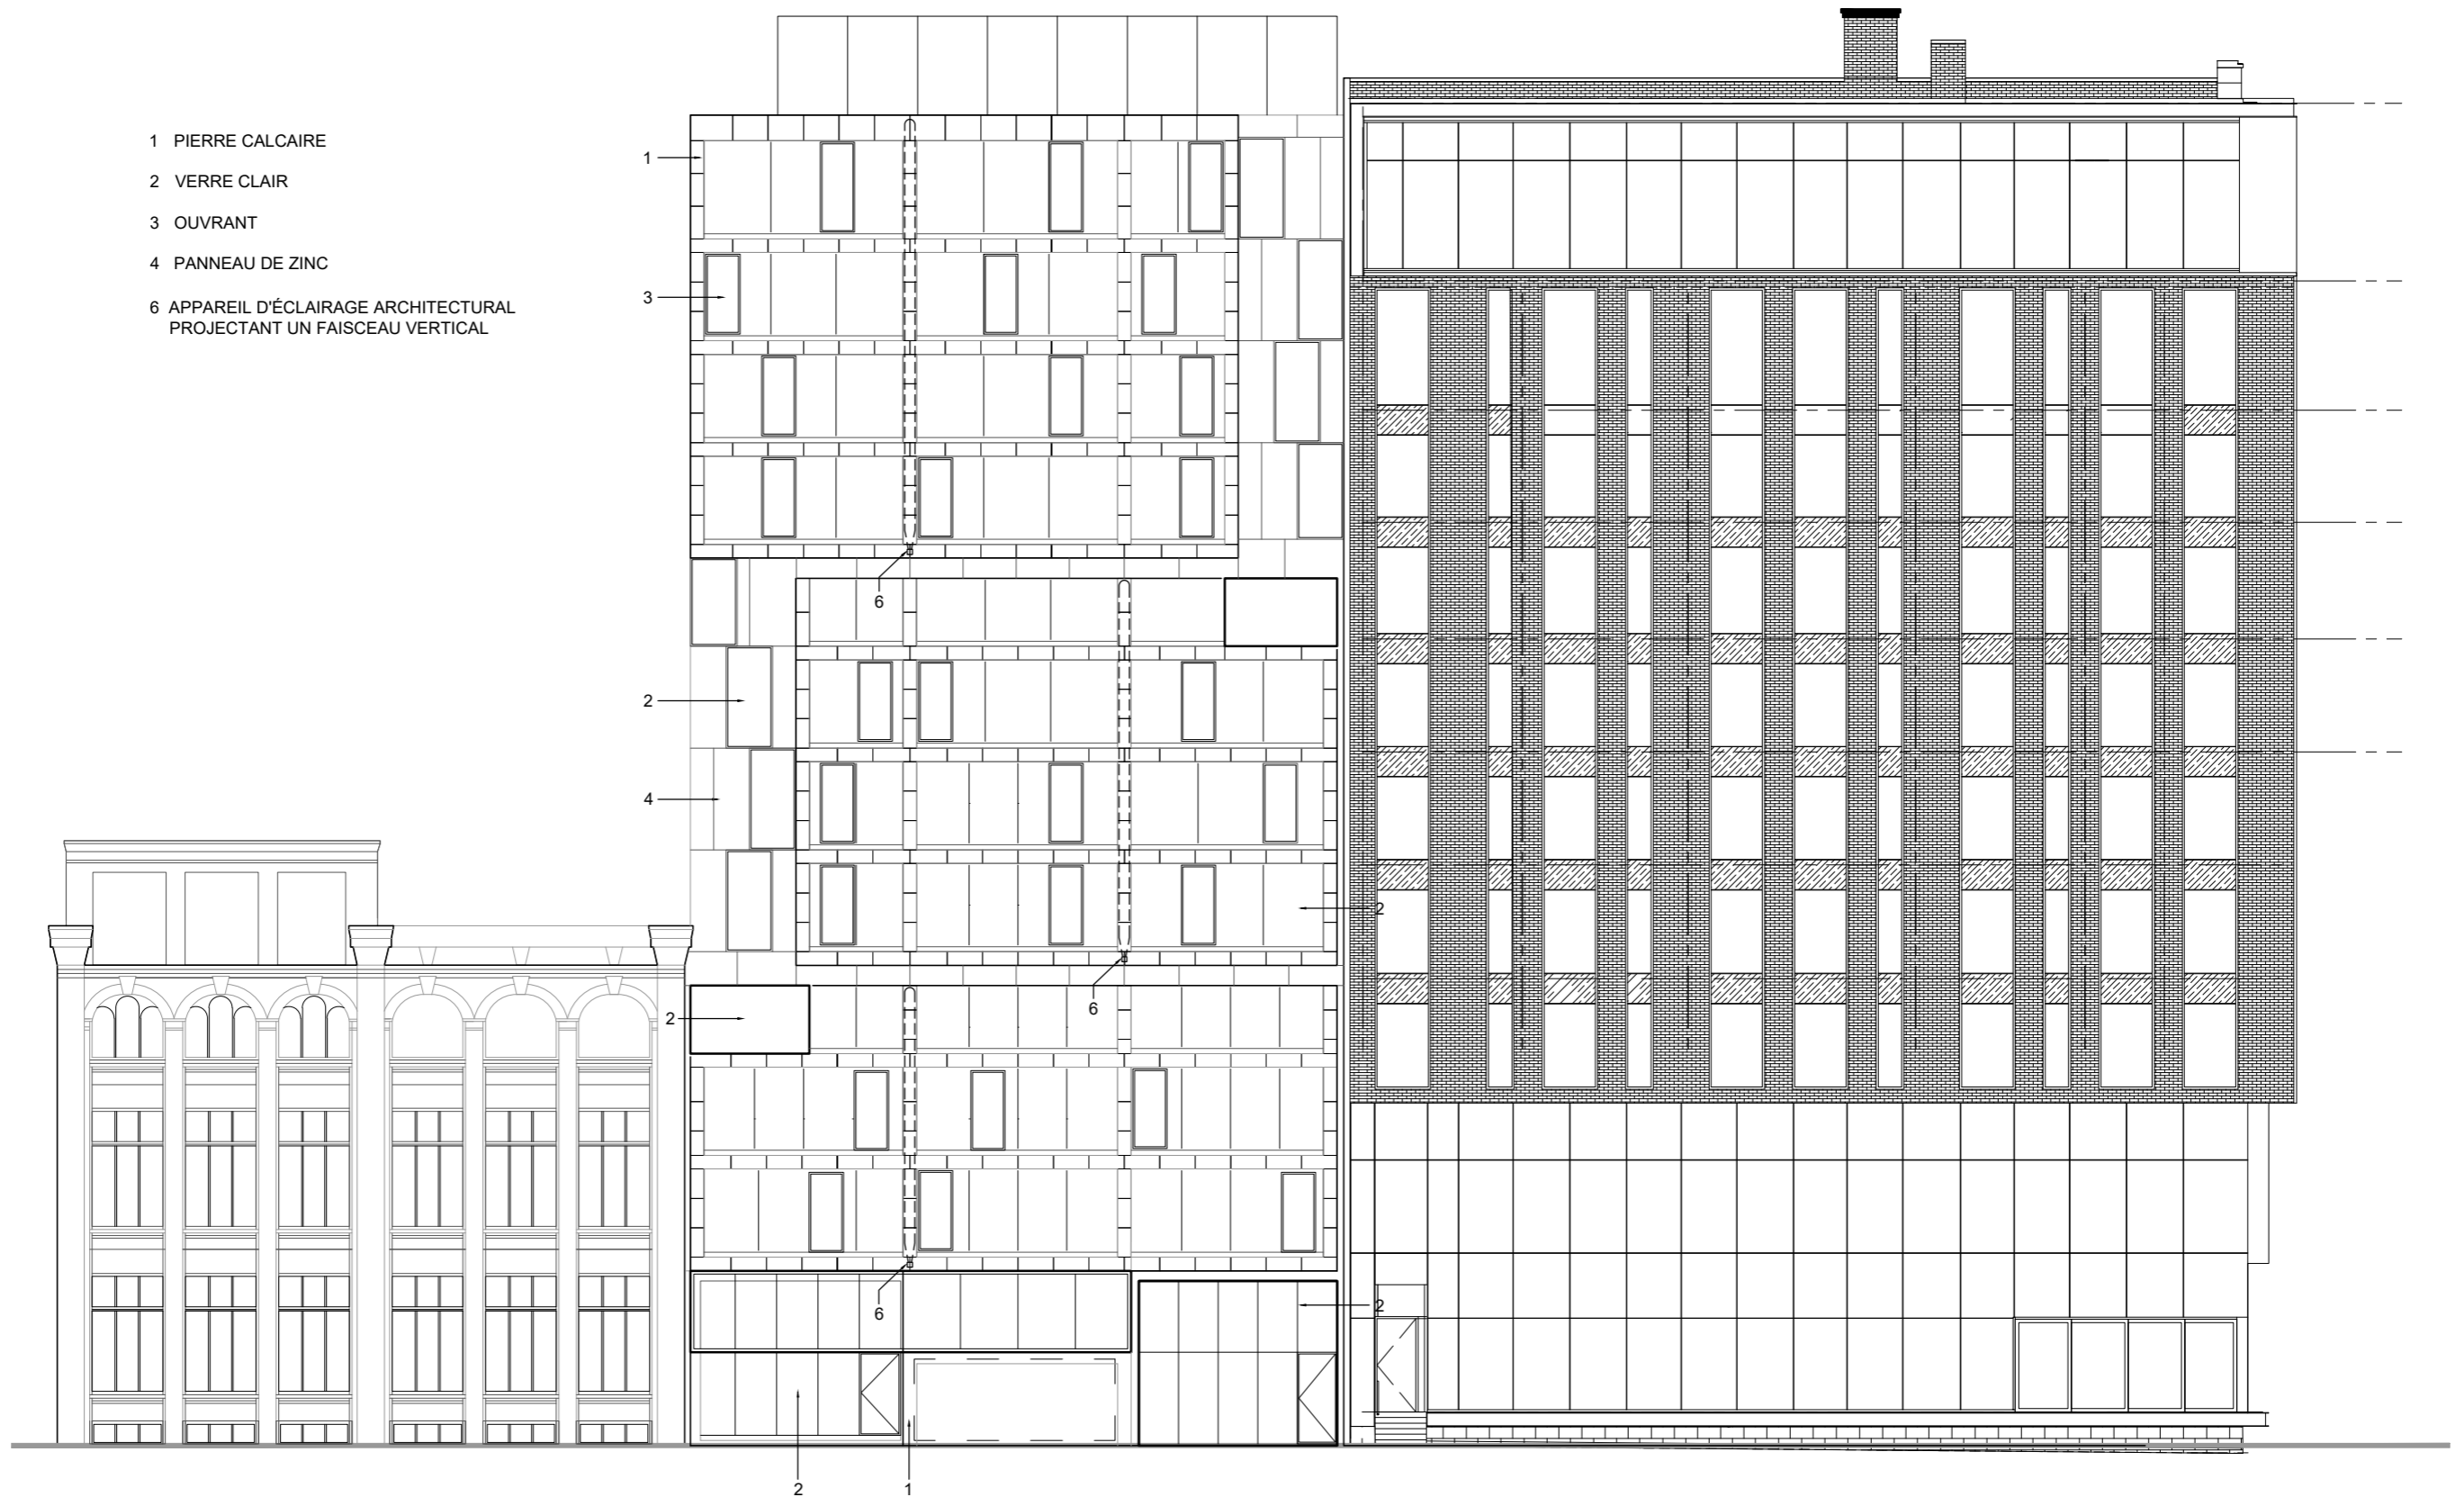 1 PIERRE CALCAIRE
2 VERRE CLAIR
3 OUVRANT
4 PANNEAU DE ZINC
6 APPAREIL D'ÉCLAIRAGE ARCHITECTURAL
PROJECTANT UN FAISCEAU VERTICAL
1
3
6
2
4
2
6
2
6
2
2
1